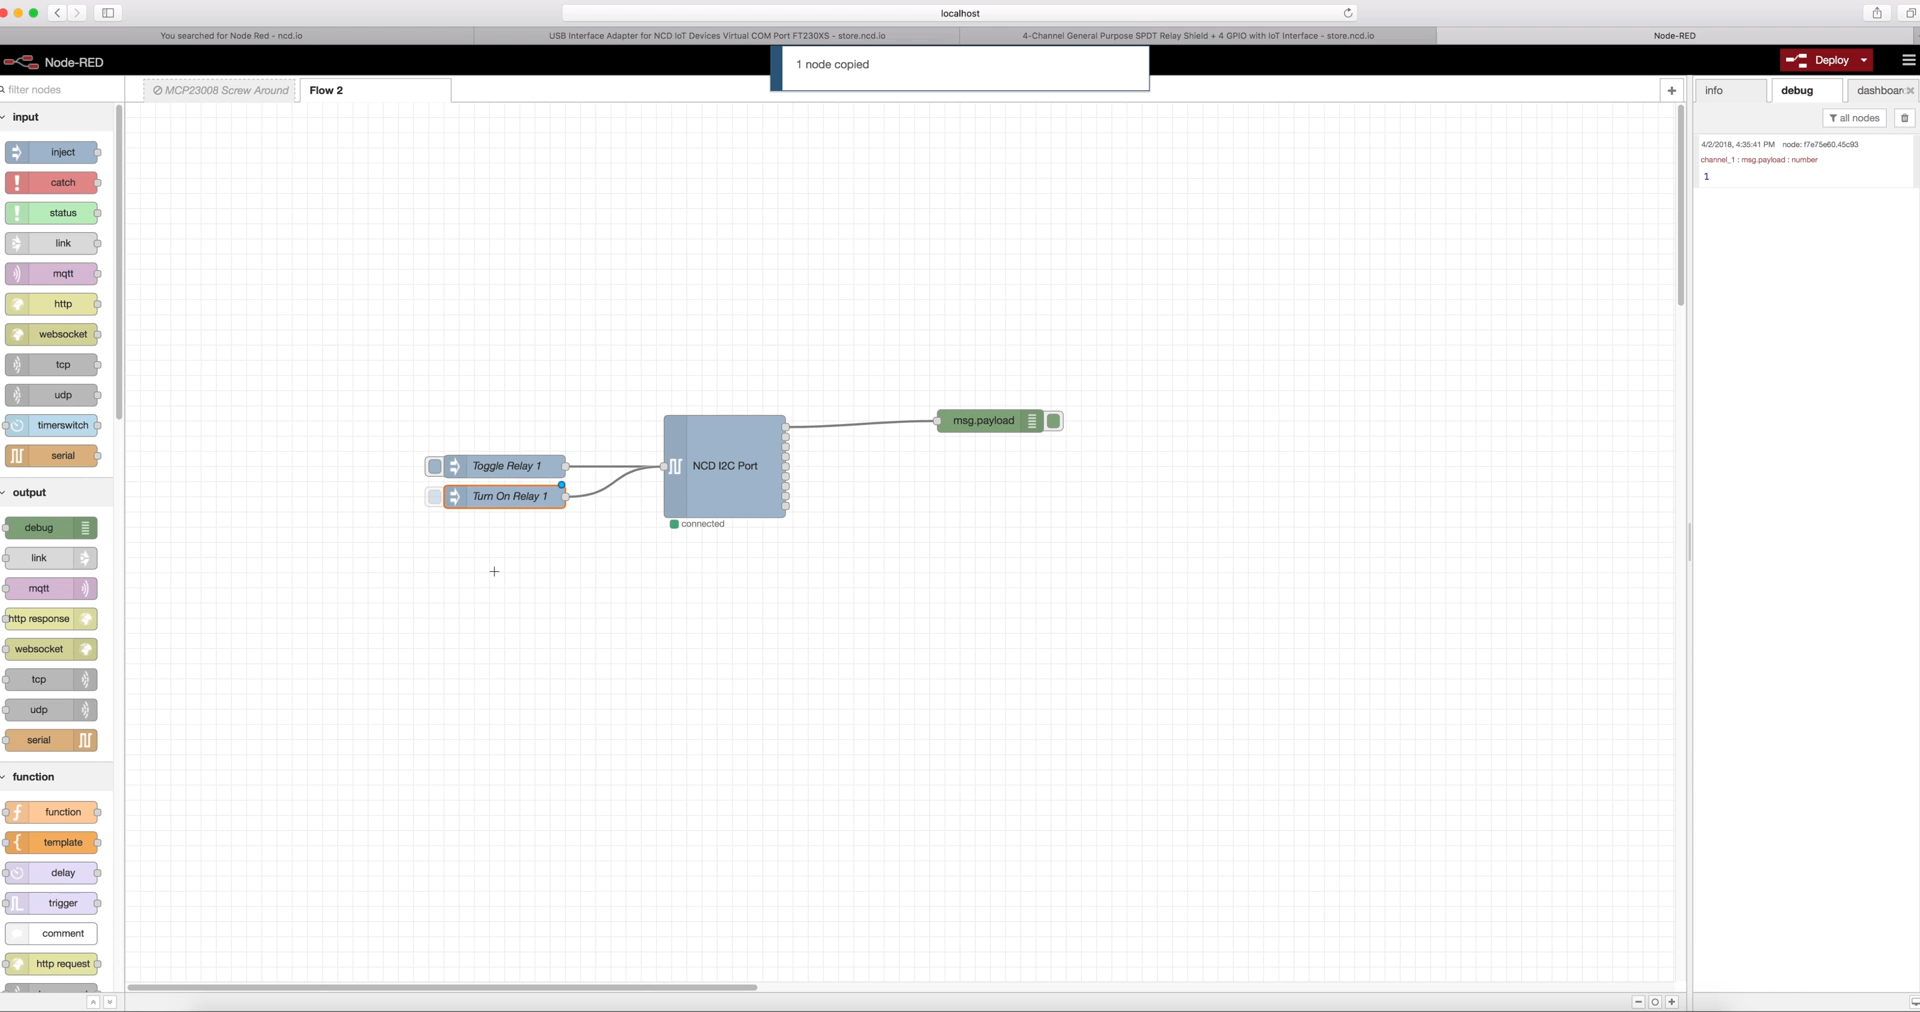 localhost
You searched for Node Red - ncd.io
USB Interface Adapter for NCD IoT Devices Virtual COM Port FT230XS - store.ncd.io
4-Channel General Purpose SPDT Relay Shield + 4 GPIO with IoT Interface - store.ncd.io
Node-RED
Node-RED
1 node copied
Deploy
filter nodes
MCP23008 Screw Around
Flow 2
info
debug
dashboar
all nodes
4/2/2018, 4:35:41 PM node: f7e75e60.45c93
channel_1 : msg.payload : number
1
input
inject
catch
status
link
mqtt
http
websocket
tcp
udp
timerswitch
serial
output
debug
link
mqtt
http response
websocket
tcp
udp
serial
function
function
template
delay
trigger
comment
http request
msg.payload
Toggle Relay 1
NCD I2C Port
Turn On Relay 1
connected